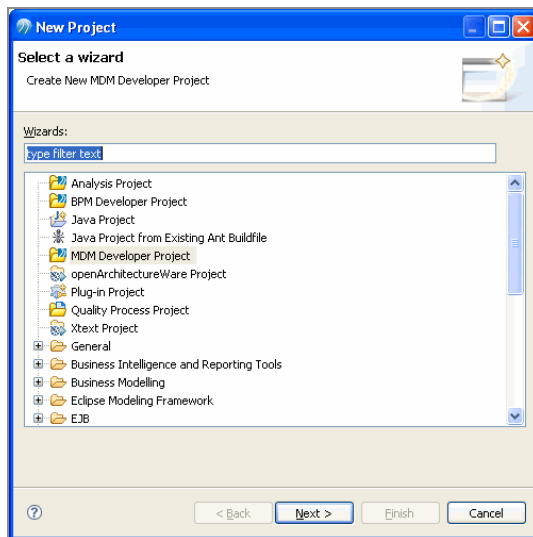 New Project
Select a wizard
Create New MDM Developer Project
Wizards:
type filter text
Analysis Project
BPM Developer Project
Java Project
Java Project from Existing Ant Buildfile
MDM Developer Project
openArchitectureWare Project
Plug-in Project
Quality Process Project
Xtext Project
General
Business Intelligence and Reporting Tools
Business Modelling
Eclipse Modeling Framework
EJB
? < Back Next > Finish Cancel